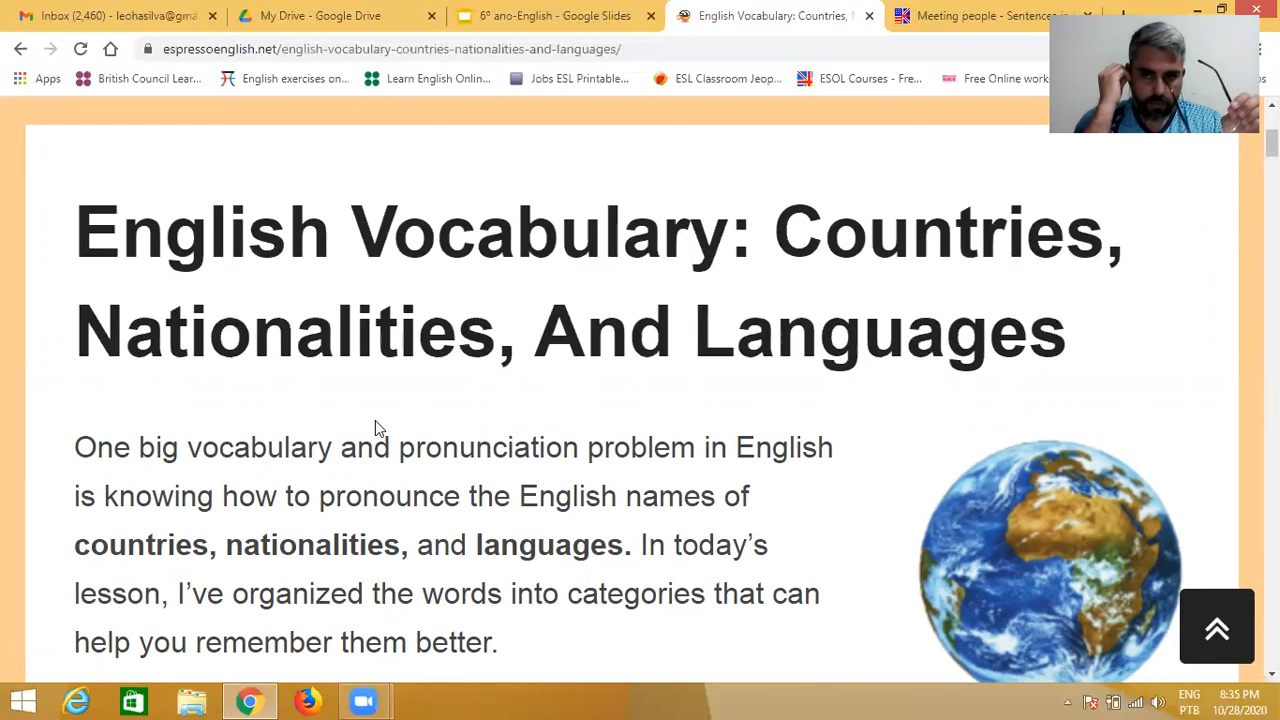 Inbox (2,460) - leohasilva@gma
My Drive - Google Drive
6º ano-English - Google Slides
English Vocabulary: Countries,
Meeting people - Sentences
espressoenglish.net/english-vocabulary-countries-nationalities-and-languages/
Apps
British Council Lear...
English exercises on...
Learn English Onlin...
Jobs ESL Printable...
ESL Classroom Jeop...
ESOL Courses - Fre...
Free Online
English Vocabulary: Countries,
Nationalities, And Languages
One big vocabulary and pronunciation problem in English
is knowing how to pronounce the English names of
countries, nationalities, and languages. In today’s
lesson, I’ve organized the words into categories that can
help you remember them better.
ENG
8:35 PM
PTB
10/28/2020